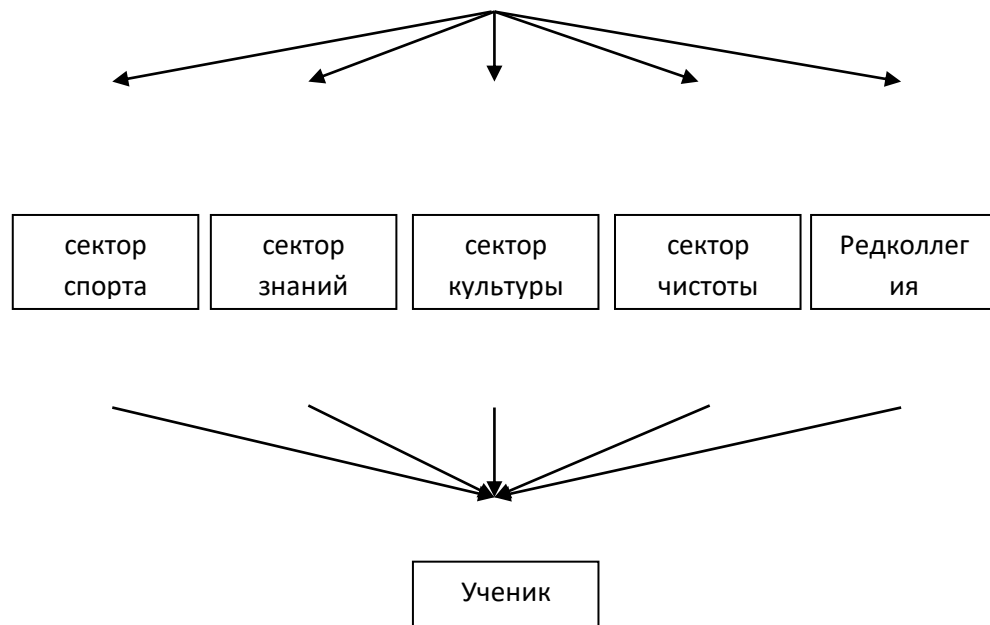 сектор
спорта
сектор
знаний
сектор
культуры
сектор
чистоты
Редколлег
ия
Ученик